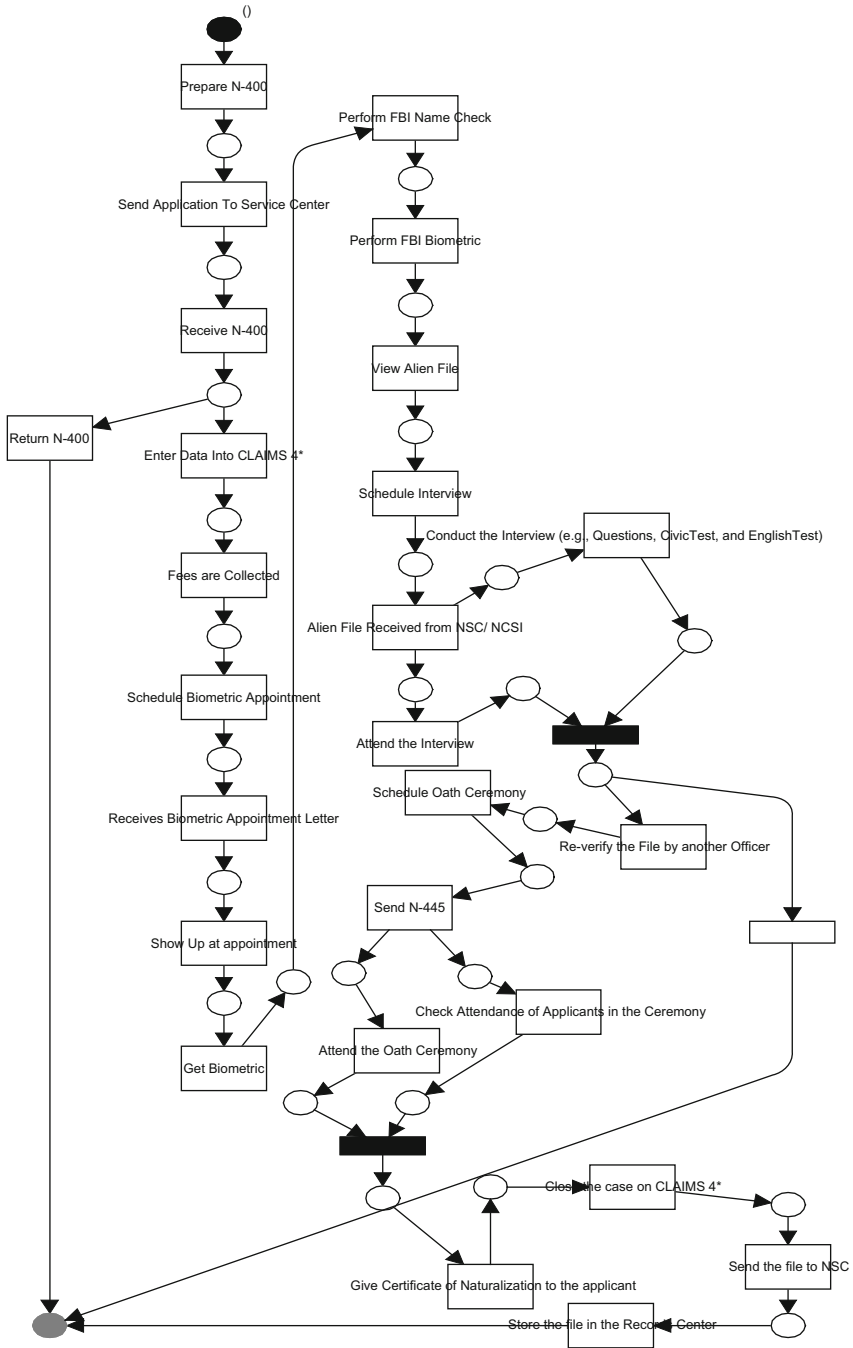 ()
Prepare N-400
Send Application To Service Center
Receive N-400
Return N-400
Enter Data Into CLAIMS 4*
Fees are Collected
Schedule Biometric Appointment
Receives Biometric Appointment Letter
Show Up at appointment
Get Biometric
Perform FBI Name Check
Perform FBI Biometric
View Alien File
Schedule Interview
Conduct the Interview (e.g., Questions, CivicTest, and EnglishTest)
Alien File Received from NSC/ NCSI
Attend the Interview
Schedule Oath Ceremony
Re-verify the File by another Officer
Send N-445
Check Attendance of Applicants in the Ceremony
Attend the Oath Ceremony
Close the case on CLAIMS 4*
Send the file to NSC
Give Certificate of Naturalization to the applicant
Store the file in the Records Center